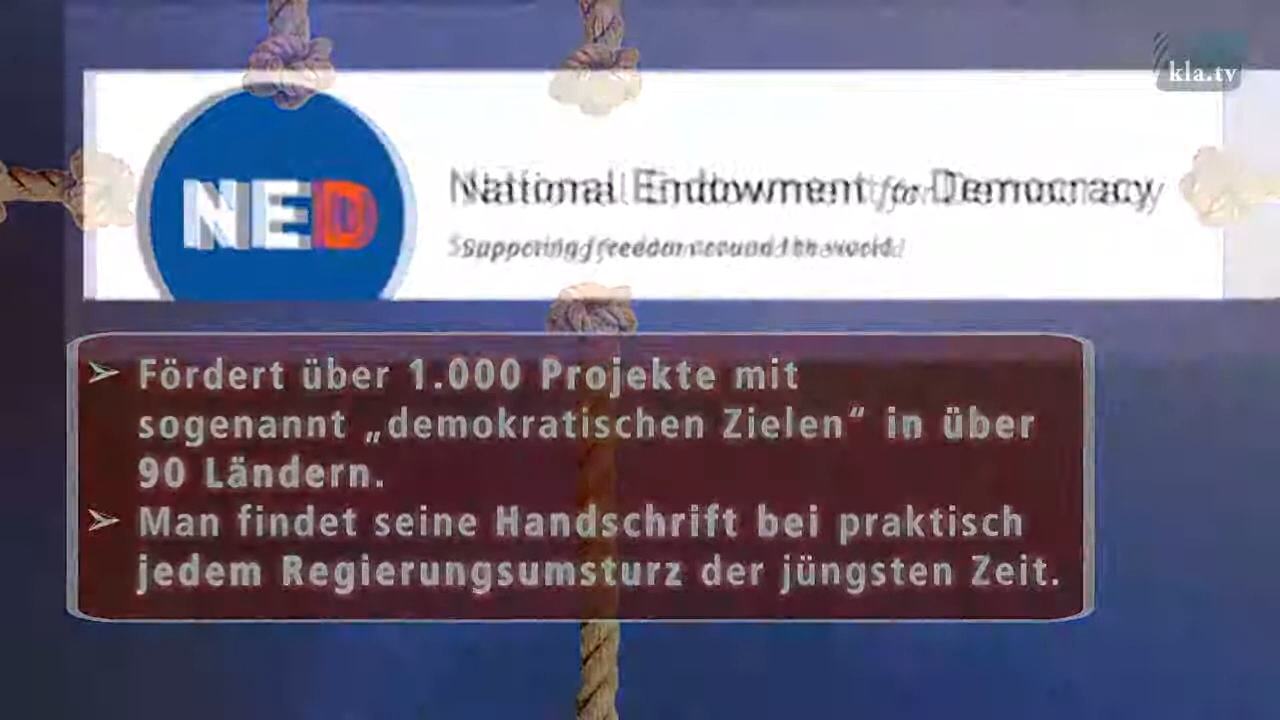 kla.tv
NED
National Endowment for Democracy
Supporting freedom around the world
➢ Fördert über 1.000 Projekte mit
sogenannt „demokratischen Zielen“ in über
90 Ländern.
➢ Man findet seine Handschrift bei praktisch
jedem Regierungsumsturz der jüngsten Zeit.